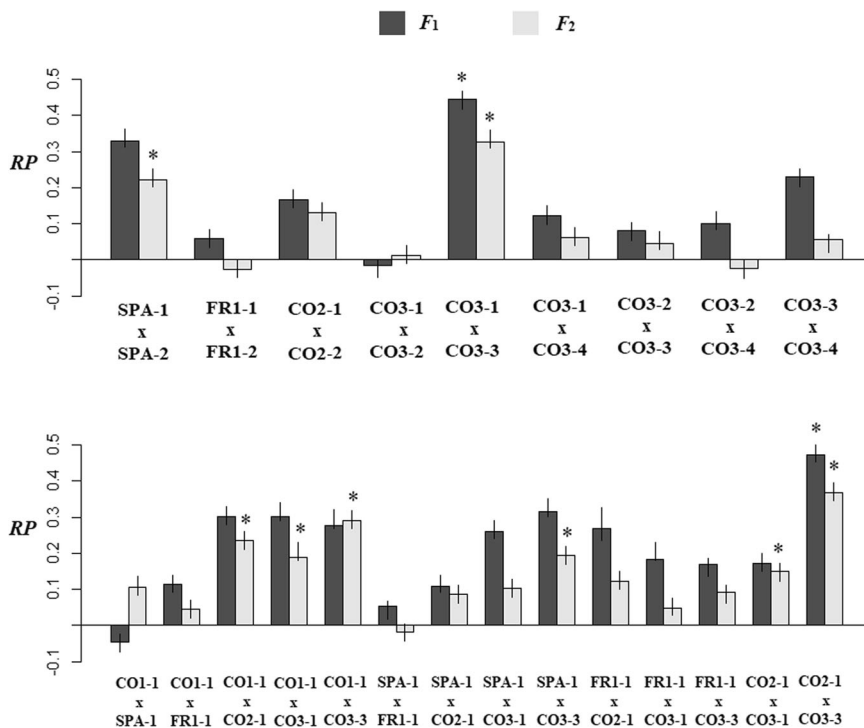 F1 F2
0.5
0.4
RP 0.3
0.2
0.1
-0.1
SPA-1 FR1-1 CO2-1 CO3-1 CO3-1 CO3-1 CO3-2 CO3-2 CO3-3
x x x x x x x x x
SPA-2 FR1-2 CO2-2 CO3-2 CO3-3 CO3-4 CO3-3 CO3-4 CO3-4
* * *
0.5
0.4
RP 0.3
0.2
0.1
-0.1
* * * * * * *
CO1-1 CO1-1 CO1-1 CO1-1 CO1-1 SPA-1 SPA-1 SPA-1 SPA-1 FR1-1 FR1-1 FR1-1 CO2-1 CO2-1
x x x x x x x x x x x x x x
SPA-1 FR1-1 CO2-1 CO3-1 CO3-3 FR1-1 CO2-1 CO3-1 CO3-3 CO2-1 CO3-1 CO3-3 CO3-1 CO3-3